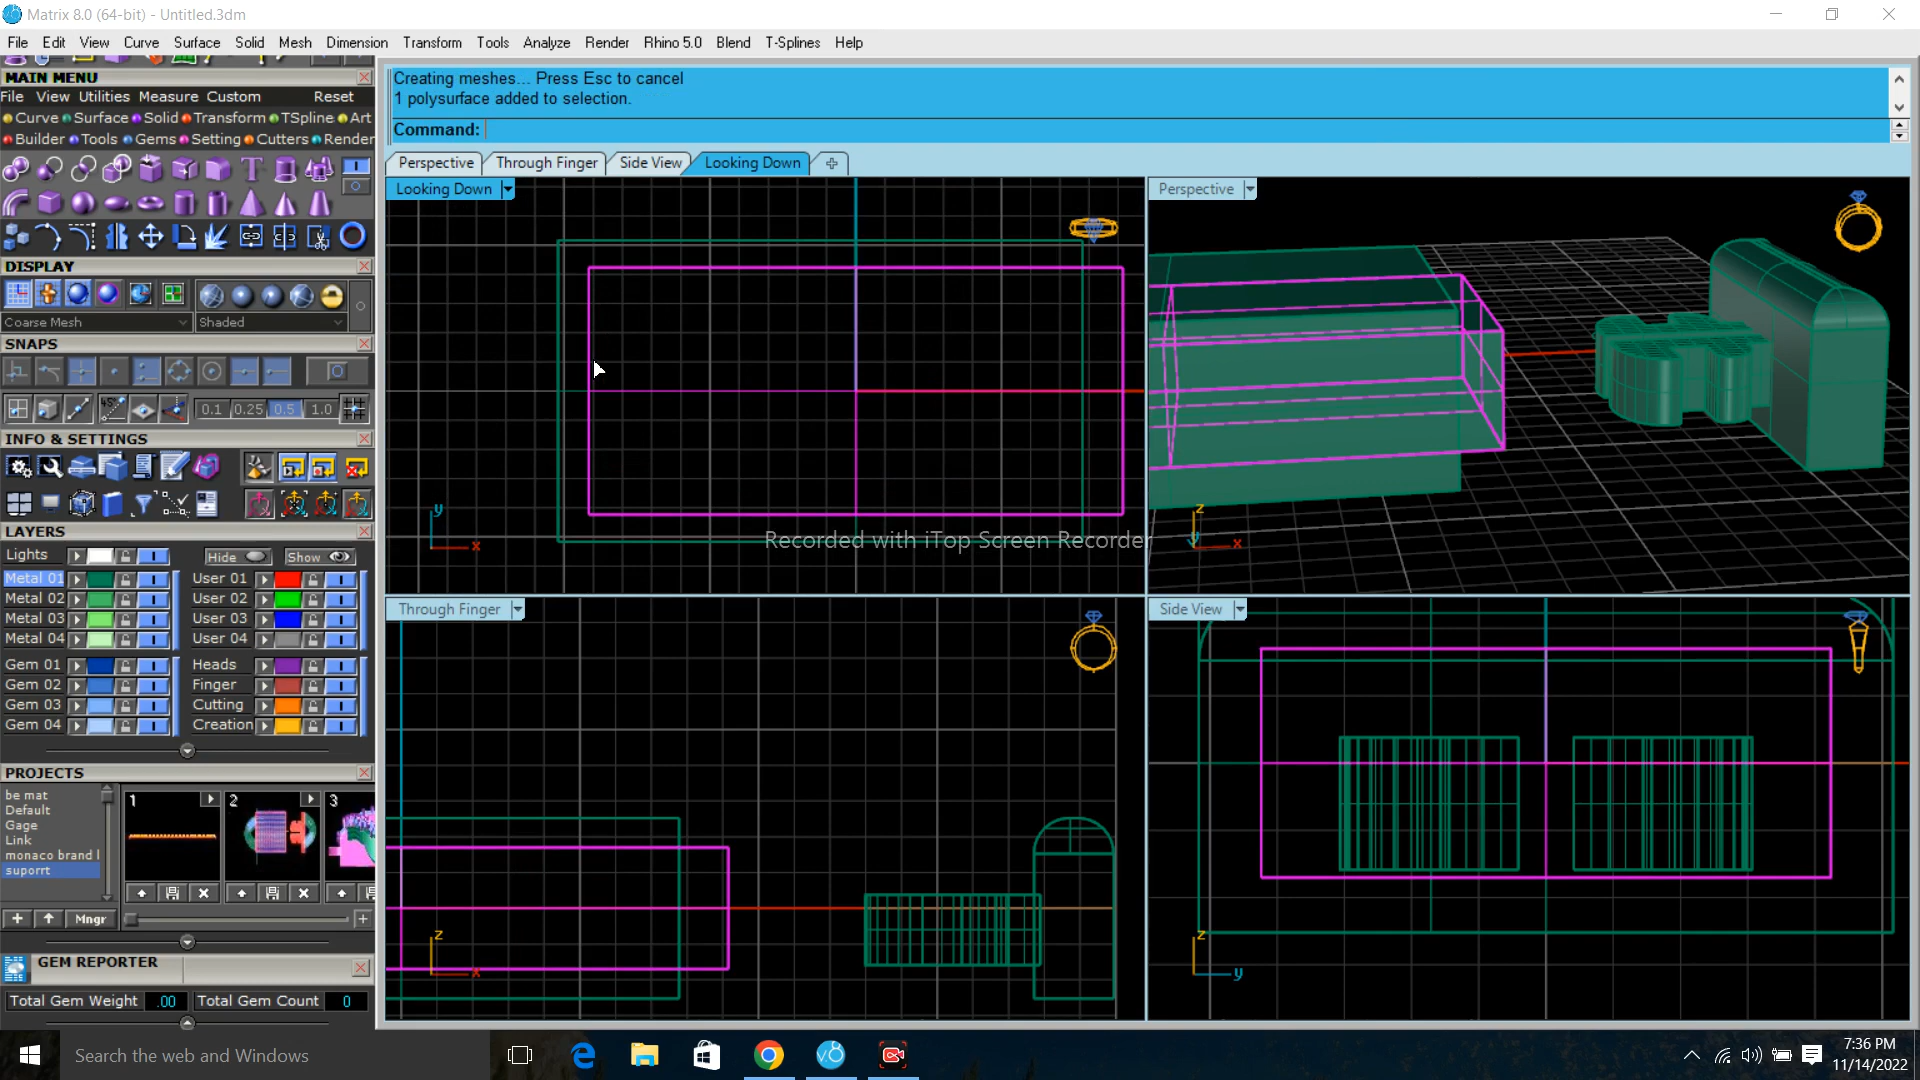 Matrix 8.0 (64-bit) - Untitled.3dm
File Edit View Curve Surface Solid Mesh Dimension Transform Tools Analyze Render Rhino 5.0 Blend T-Splines Help
MAIN MENU
File View Utilities Measure Custom Reset
Curve Surface Solid Transform TSpline Art
Builder Tools Gems Setting Cutters Render
DISPLAY
Coarse Mesh Shaded
SNAPS
45°
0.1 0.25 0.5 1.0
INFO & SETTINGS
LAYERS
Lights Hide Show
Metal 01 User 01
Metal 02 User 02
Metal 03 User 03
Metal 04 User 04
Gem 01 Heads
Gem 02 Finger
Gem 03 Cutting
Gem 04 Creation
PROJECTS
be mat
Default
Gage
Link
monaco brand l
suporrt
1 2 3
Mngr
GEM REPORTER
Total Gem Weight .00 Total Gem Count 0
Creating meshes... Press Esc to cancel
1 polysurface added to selection.
Command:
Perspective Through Finger Side View Looking Down
Looking Down
y
x
Perspective
z
y
x
Recorded with iTop Screen Recorder
Through Finger
z
x
Side View
z
y
Search the web and Windows
7:36 PM
11/14/2022